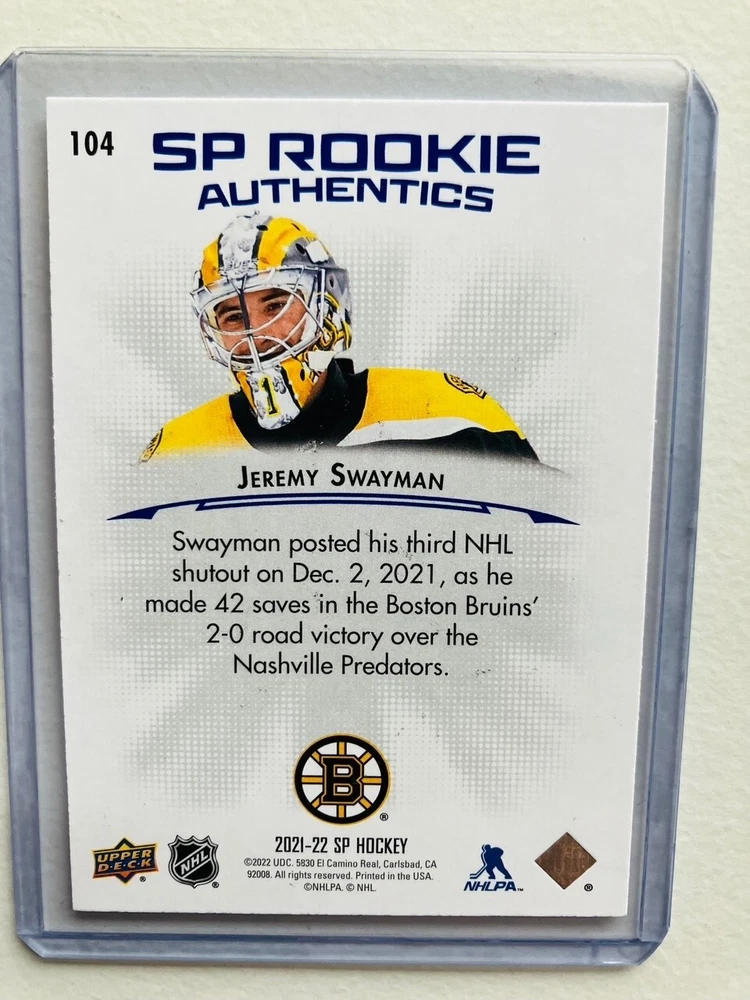 104
SP ROOKIE
AUTHENTICS
1
JEREMY SWAYMAN
Swayman posted his third NHL
shutout on Dec. 2, 2021, as he
made 42 saves in the Boston Bruins'
2-0 road victory over the
Nashville Predators.
B
®
2021-22 SP HOCKEY
©2022 UDC. 5830 El Camino Real, Carlsbad, CA
92008. All rights reserved. Printed in the USA.
©NHLPA. © NHL.
UPPER
D·E·C·K
®
NHL
®
NHLPA™
®